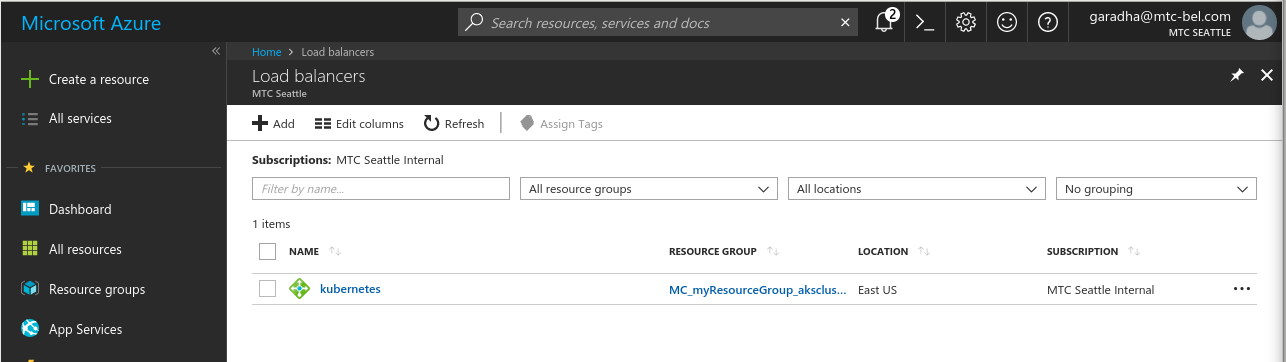 Microsoft Azure
Search resources, services and docs
2
garadha@mtc-bel.com
MTC SEATTLE
Create a resource
All services
FAVORITES
Dashboard
All resources
Resource groups
App Services
Home > Load balancers
Load balancers
MTC Seattle
Add
Edit columns
Refresh
Assign Tags
Subscriptions: MTC Seattle Internal
Filter by name...
All resource groups
All locations
No grouping
1 items
NAME RESOURCE GROUP LOCATION SUBSCRIPTION
kubernetes MC_myResourceGroup_aksclus... East US MTC Seattle Internal